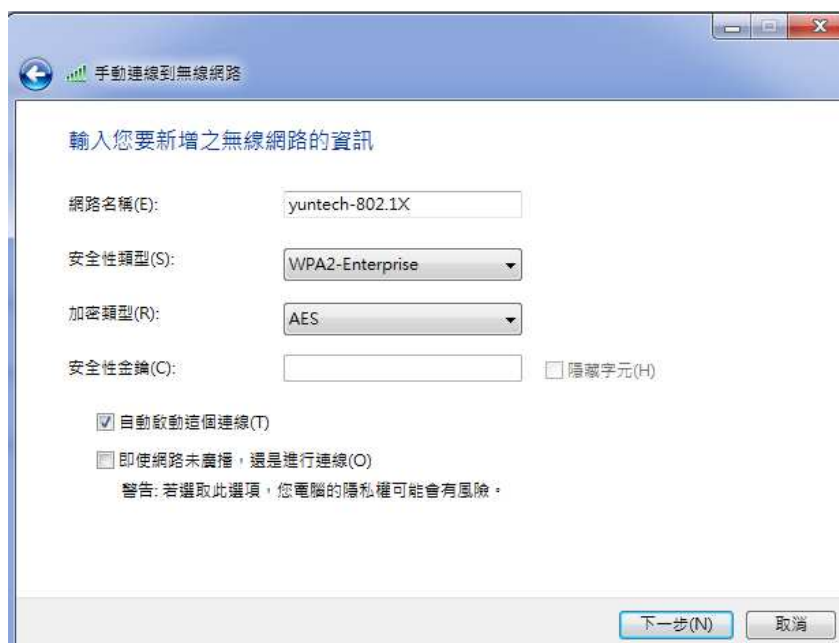 手動連線到無線網路
輸入您要新增之無線網路的資訊
網路名稱(E): yuntech-802.1X
安全性類型(S): WPA2-Enterprise
加密類型(R): AES
安全性金鑰(C): 隱藏字元(H)
自動啟動這個連線(T)
即使網路未廣播，還是進行連線(O)
警告: 若選取此選項，您電腦的隱私權可能會有風險。
下一步(N) 取消